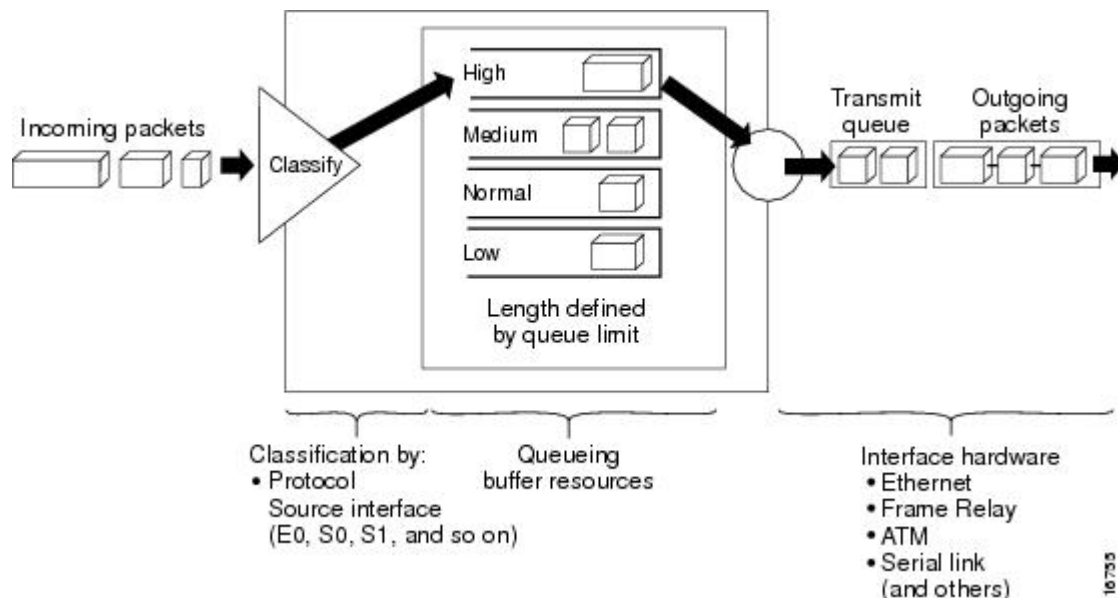 Incoming packets
Classify
High
Medium
Normal
Low
Length defined
by queue limit
Transmit
queue
Outgoing
packets
Classification by:
• Protocol
Source interface
(E0, S0, S1, and so on)
Queueing
buffer resources
Interface hardware
• Ethernet
• Frame Relay
• ATM
• Serial link
(and others)
16755